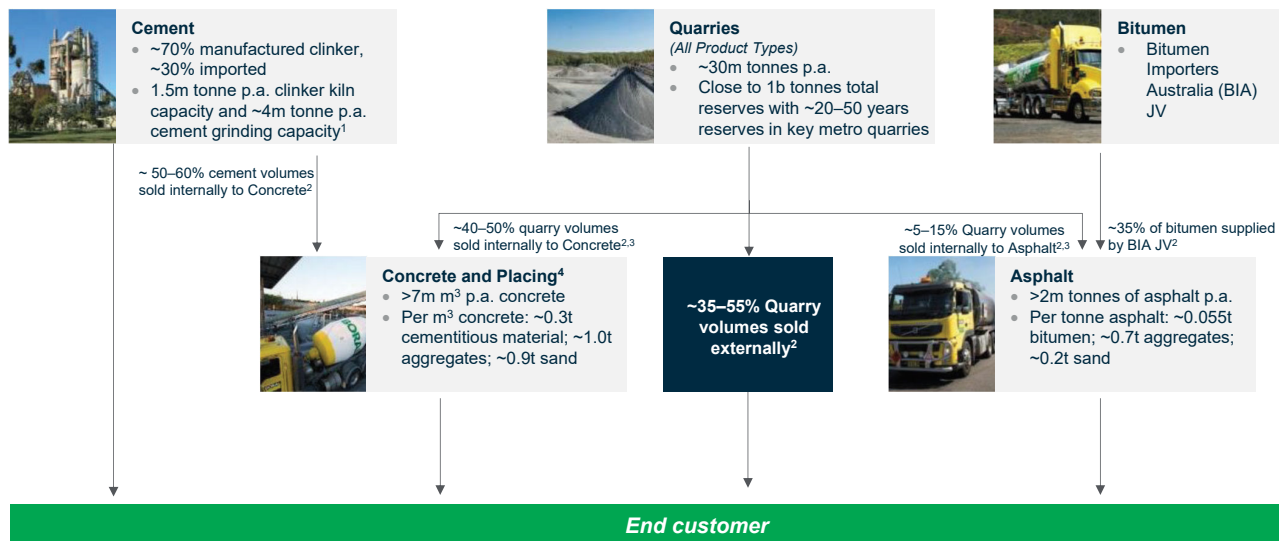 Cement
• ~70% manufactured clinker,
~30% imported
• 1.5m tonne p.a. clinker kiln
capacity and ~4m tonne p.a.
cement grinding capacity¹
Quarries
(All Product Types)
• ~30m tonnes p.a.
• Close to 1b tonnes total
reserves with ~20–50 years
reserves in key metro quarries
Bitumen
• Bitumen
Importers
Australia (BIA)
JV
~ 50–60% cement volumes
sold internally to Concrete²
~40–50% quarry volumes
sold internally to Concrete²,³
~5–15% Quarry volumes
sold internally to Asphalt²,³
~35% of bitumen supplied
by BIA JV²
BORA
Concrete and Placing⁴
• >7m m³ p.a. concrete
• Per m³ concrete: ~0.3t
cementitious material; ~1.0t
aggregates; ~0.9t sand
~35–55% Quarry
volumes sold
externally²
Asphalt
• >2m tonnes of asphalt p.a.
• Per tonne asphalt: ~0.055t
bitumen; ~0.7t aggregates;
~0.2t sand
End customer